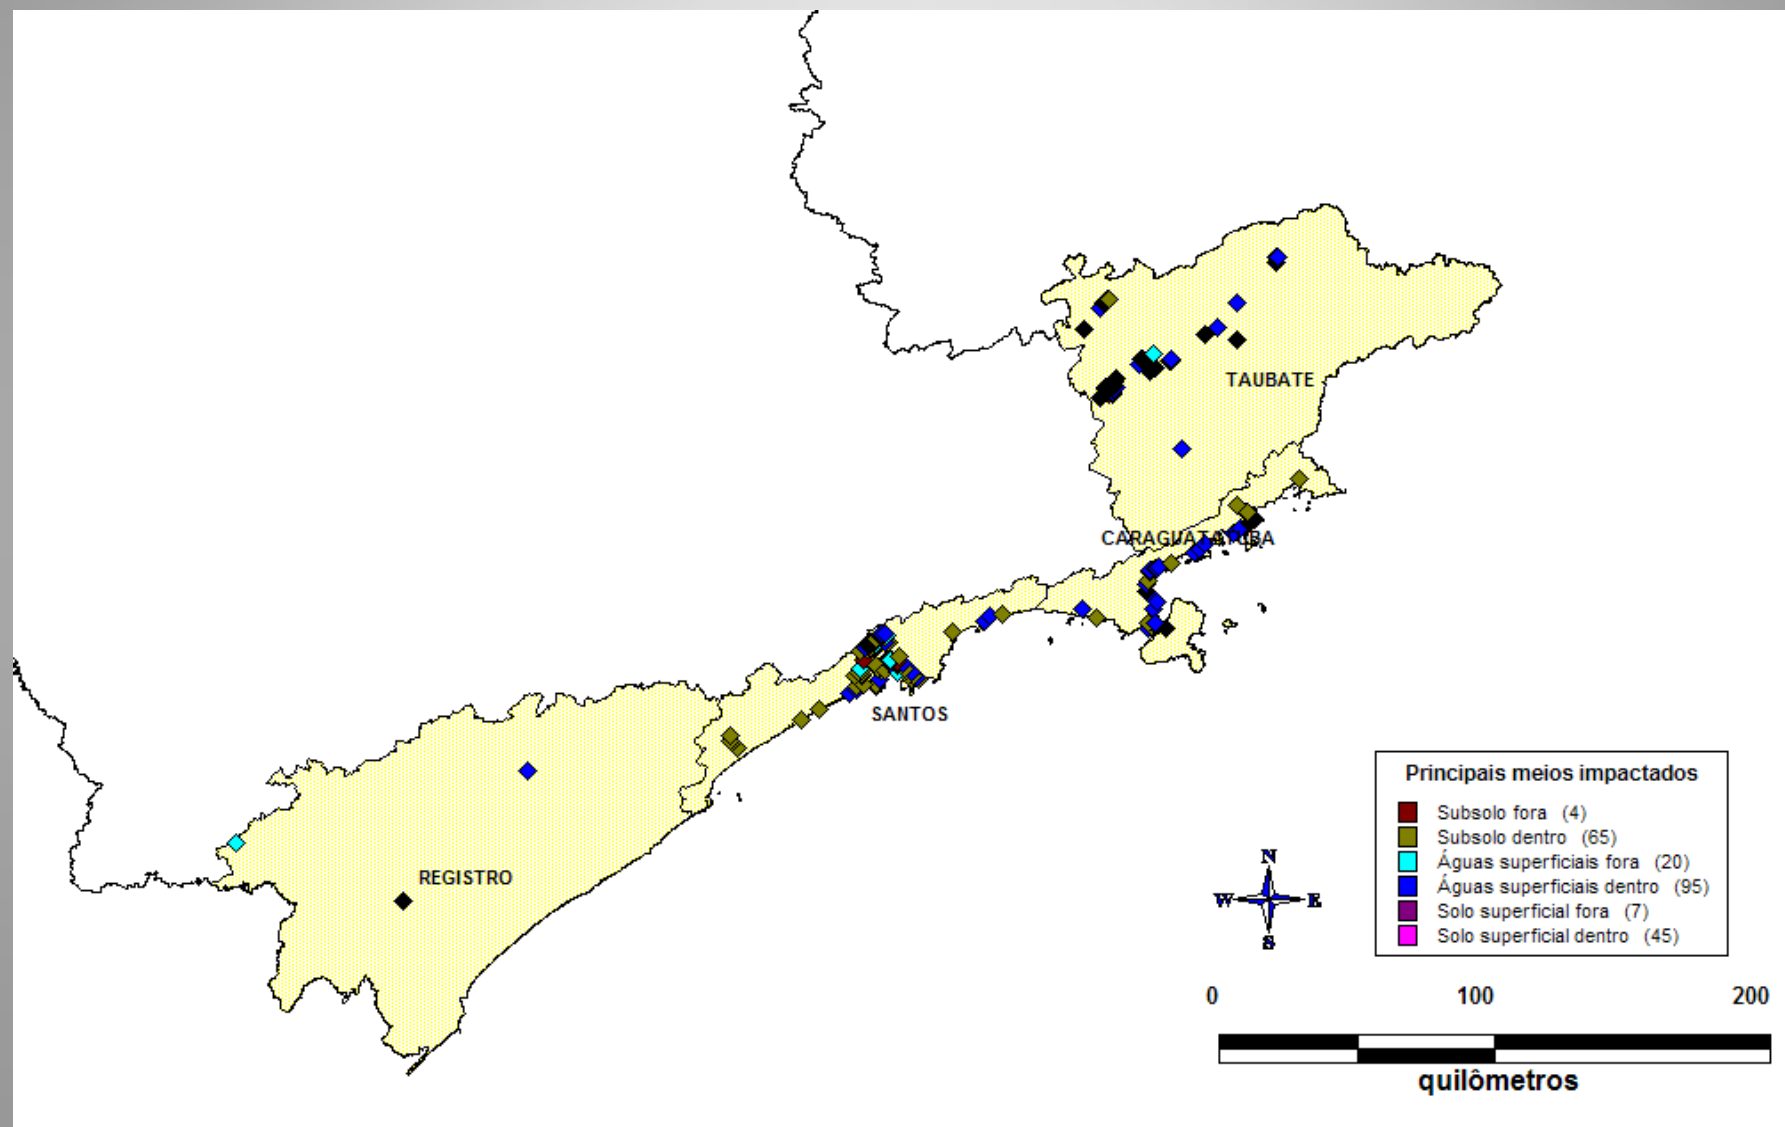 TAUBATE
CARAGUATATUBA
SANTOS
REGISTRO
Principais meios impactados
Subsolo fora (4)
Subsolo dentro (65)
Águas superficiais fora (20)
Águas superficiais dentro (95)
Solo superficial fora (7)
Solo superficial dentro (45)
N
W E
S
0 100 200
quilômetros